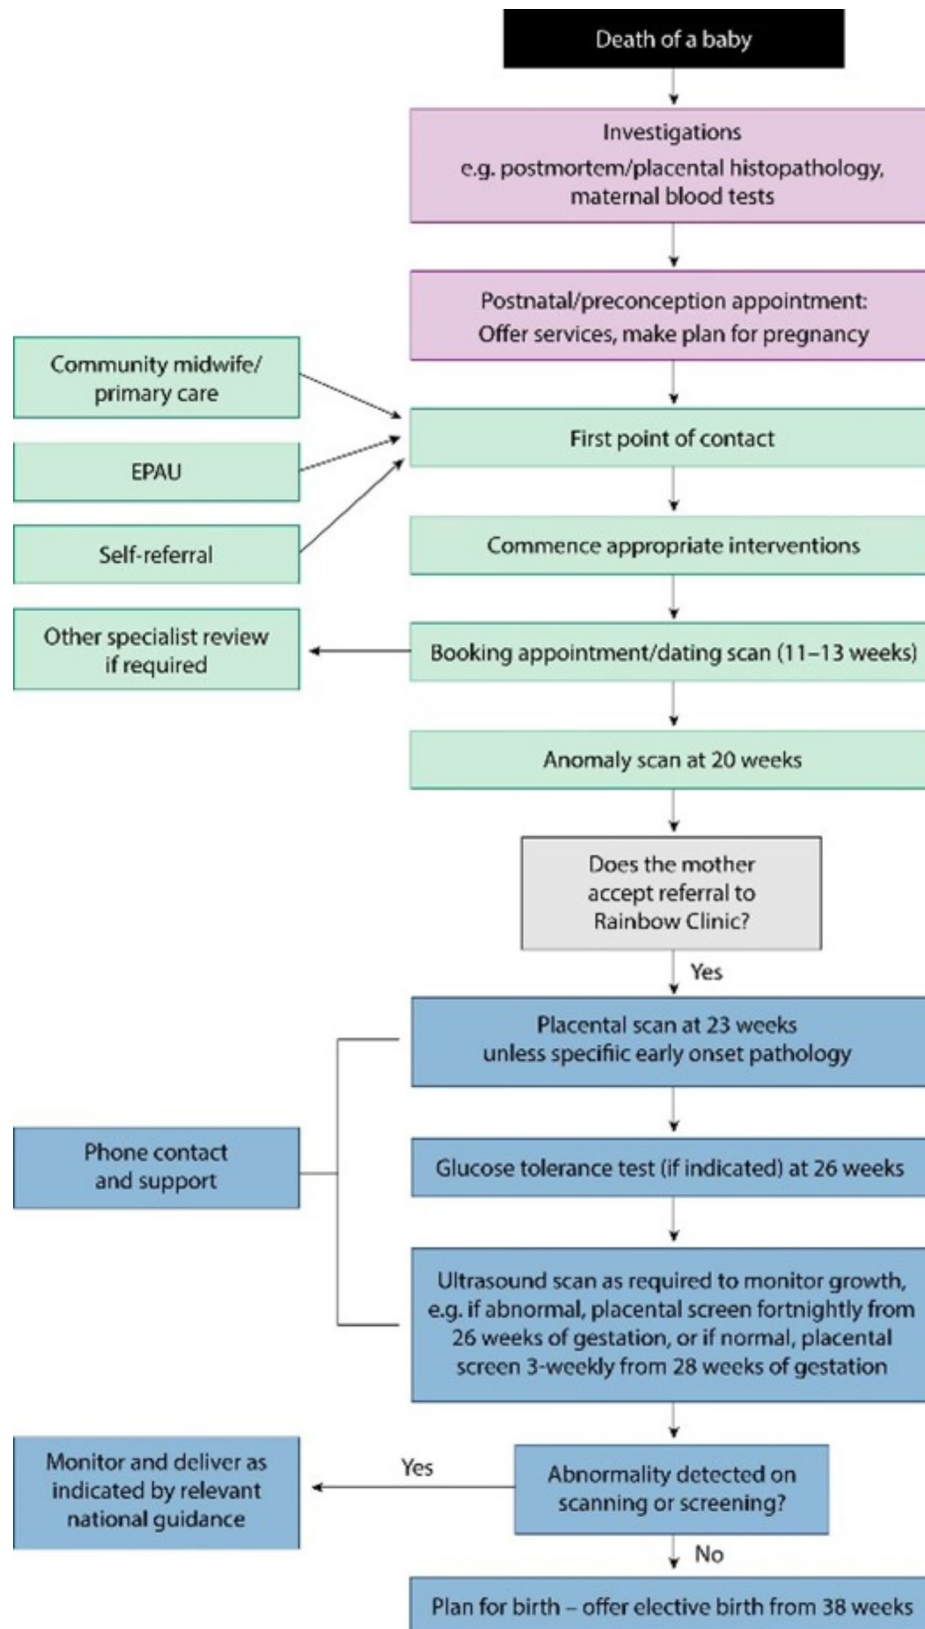 Death of a baby
Investigations
e.g. postmortem/placental histopathology,
maternal blood tests
Postnatal/preconception appointment:
Offer services, make plan for pregnancy
Community midwife/
primary care
First point of contact
EPAU
Self-referral
Commence appropriate interventions
Other specialist review
if required
Booking appointment/dating scan (11–13 weeks)
Anomaly scan at 20 weeks
Does the mother
accept referral to
Rainbow Clinic?
Yes
Placental scan at 23 weeks
unless specifiic early onset pathology
Phone contact
and support
Glucose tolerance test (if indicated) at 26 weeks
Ultrasound scan as required to monitor growth,
e.g. if abnormal, placental screen fortnightly from
26 weeks of gestation, or if normal, placental
screen 3-weekly from 28 weeks of gestation
Monitor and deliver as
indicated by relevant
national guidance
Yes
Abnormality detected on
scanning or screening?
No
Plan for birth – offer elective birth from 38 weeks